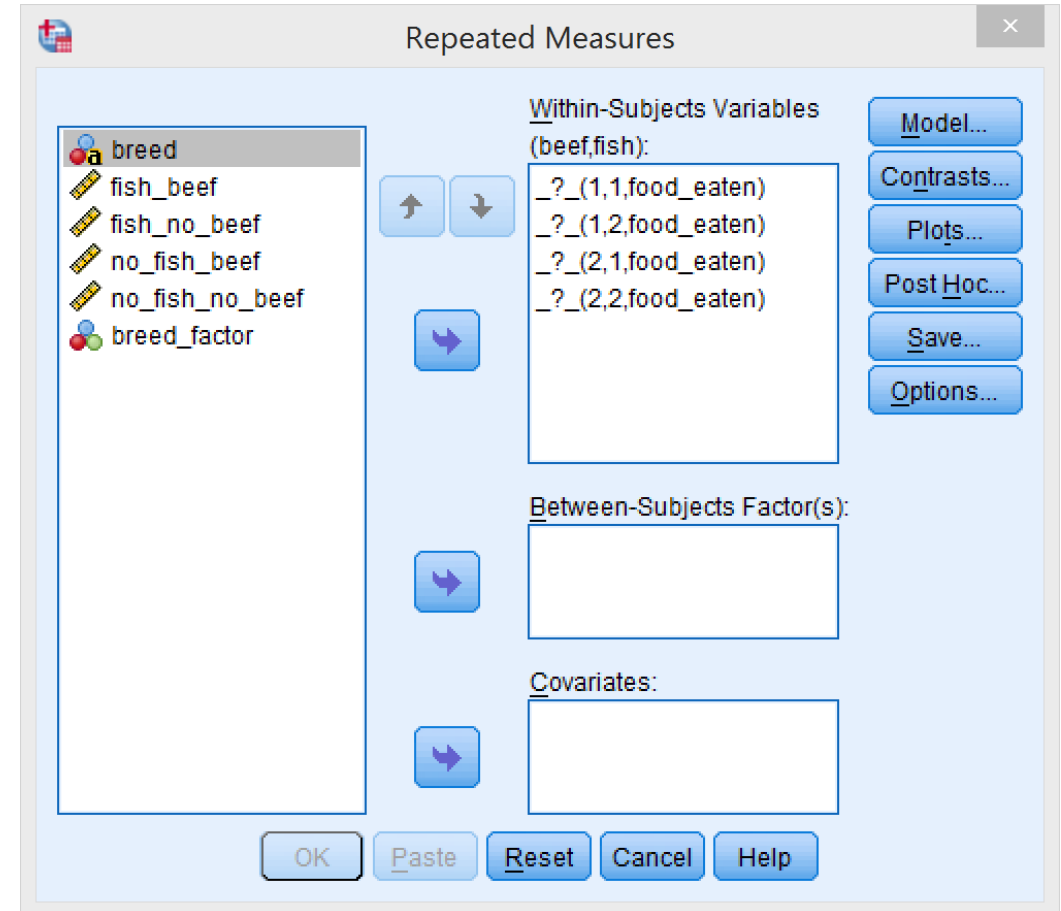 Repeated Measures
×
breed
fish_beef
fish_no_beef
no_fish_beef
no_fish_no_beef
breed_factor
Within-Subjects Variables
(beef,fish):
_?_(1,1,food_eaten)
_?_(1,2,food_eaten)
_?_(2,1,food_eaten)
_?_(2,2,food_eaten)
Between-Subjects Factor(s):
Covariates:
Model...
Contrasts...
Plots...
Post Hoc...
Save...
Options...
OK
Paste
Reset
Cancel
Help